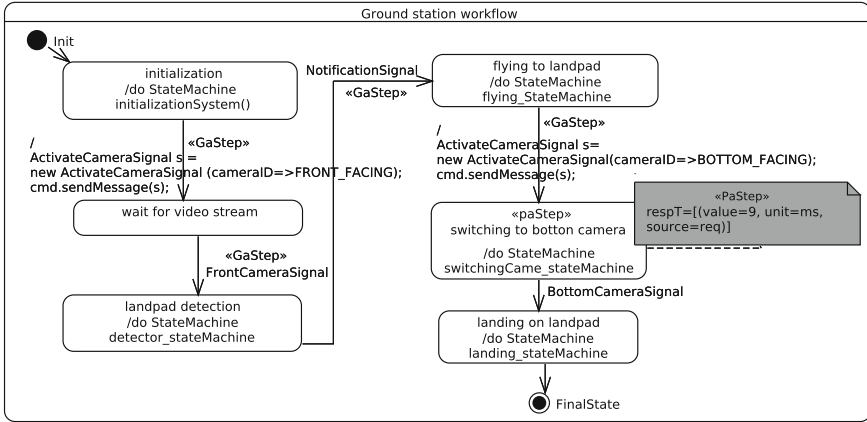 Ground station workflow
Init
initialization
/do StateMachine
initializationSystem()
«GaStep»
/
ActivateCameraSignal s =
new ActivateCameraSignal (cameraID=>FRONT_FACING);
cmd.sendMessage(s);
wait for video stream
«GaStep»
FrontCameraSignal
landpad detection
/do StateMachine
detector_stateMachine
NotificationSignal
«GaStep»
flying to landpad
/do StateMachine
flying_StateMachine
«GaStep»
/
ActivateCameraSignal s=
new ActivateCameraSignal(cameraID=>BOTTOM_FACING);
cmd.sendMessage(s);
«paStep»
switching to botton camera
/do StateMachine
switchingCame_stateMachine
«PaStep»
respT=[(value=9, unit=ms,
source=req)]
BottomCameraSignal
landing on landpad
/do StateMachine
landing_stateMachine
FinalState